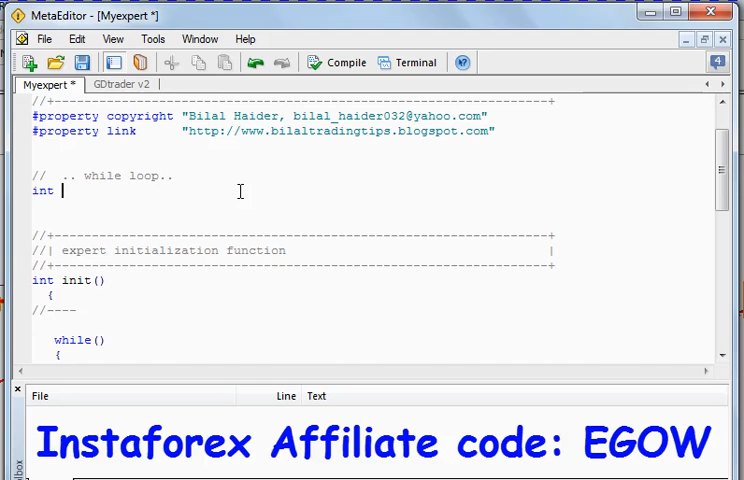 MetaEditor - [Myexpert *]
File Edit View Tools Window Help
Compile Terminal ? 4
Myexpert * GDtrader v2
//+------------------------------------------------------------------+
#property copyright "Bilal Haider, bilal_haider032@yahoo.com"
#property link "http://www.bilaltradingtips.blogspot.com"
// .. while loop..
int
//+------------------------------------------------------------------+
//| expert initialization function |
//+------------------------------------------------------------------+
int init()
{
//----
while()
{
File Line Text
Instaforex Affiliate code: EGOW